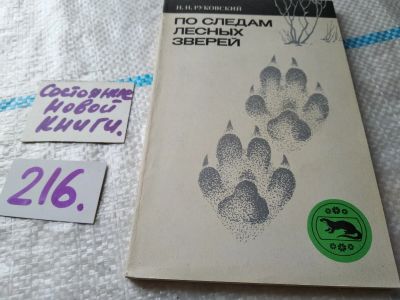 Н. Н. РУКОВСКИЙ
ПО СЛЕДАМ
ЛЕСНЫХ
ЗВЕРЕЙ
Состояние
новой
книги.
216.